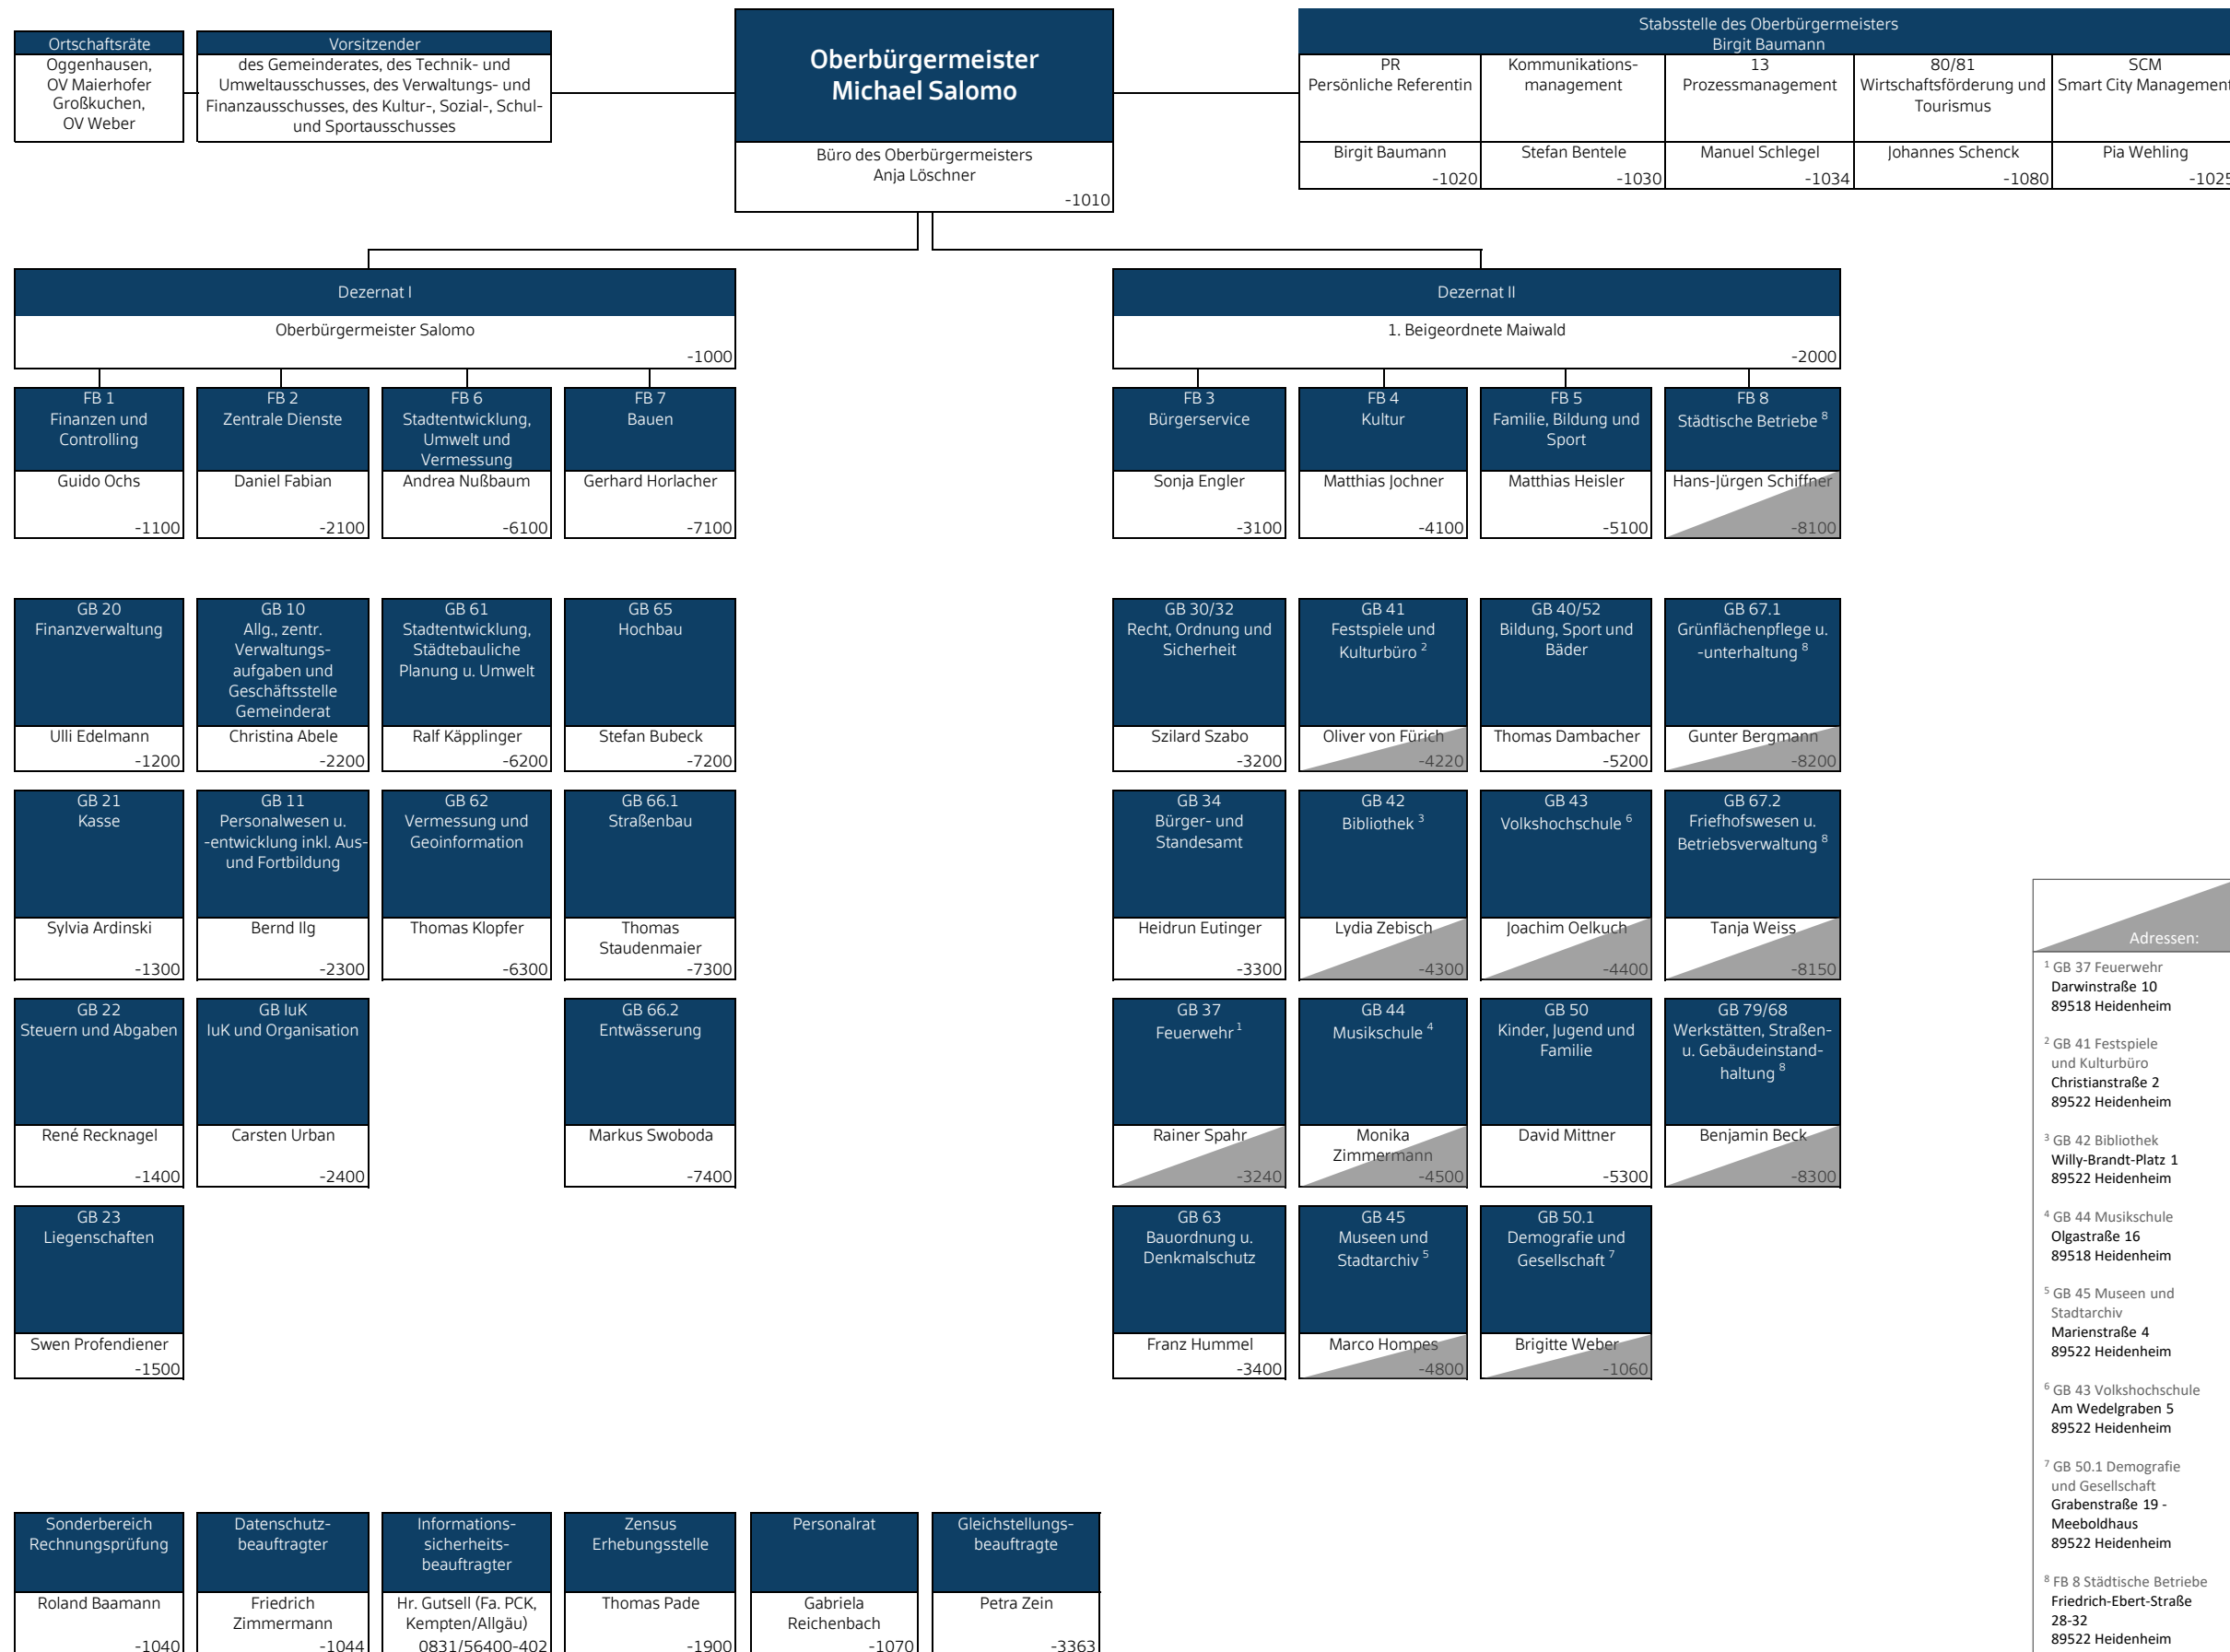 Ortschaftsräte
Oggenhausen,
OV Maierhofer
Großkuchen,
OV Weber
Vorsitzender
des Gemeinderates, des Technik- und
Umweltausschusses, des Verwaltungs- und
Finanzausschusses, des Kultur-, Sozial-, Schul-
und Sportausschusses
Oberbürgermeister
Michael Salomo
Büro des Oberbürgermeisters
Anja Löschner
-1010
Stabsstelle des Oberbürgermeisters
Birgit Baumann
PR
Persönliche Referentin
Birgit Baumann
-1020
Kommunikations-
management
Stefan Bentele
-1030
13
Prozessmanagement
Manuel Schlegel
-1034
80/81
Wirtschaftsförderung und
Tourismus
Johannes Schenck
-1080
SCM
Smart City Management
Pia Wehling
-1025
Dezernat I
Oberbürgermeister Salomo
-1000
Dezernat II
1. Beigeordnete Maiwald
-2000
FB 1
Finanzen und
Controlling
Guido Ochs
-1100
FB 2
Zentrale Dienste
Daniel Fabian
-2100
FB 6
Stadtentwicklung,
Umwelt und
Vermessung
Andrea Nußbaum
-6100
FB 7
Bauen
Gerhard Horlacher
-7100
FB 3
Bürgerservice
Sonja Engler
-3100
FB 4
Kultur
Matthias Jochner
-4100
FB 5
Familie, Bildung und
Sport
Matthias Heisler
-5100
FB 8
Städtische Betriebe 8
Hans-Jürgen Schiffner
-8100
GB 20
Finanzverwaltung
Ulli Edelmann
-1200
GB 10
Allg., zentr.
Verwaltungs-
aufgaben und
Geschäftsstelle
Gemeinderat
Christina Abele
-2200
GB 61
Stadtentwicklung,
Städtebauliche
Planung u. Umwelt
Ralf Käpplinger
-6200
GB 65
Hochbau
Stefan Bubeck
-7200
GB 30/32
Recht, Ordnung und
Sicherheit
Szilard Szabo
-3200
GB 41
Festspiele und
Kulturbüro 2
Oliver von Fürich
-4220
GB 40/52
Bildung, Sport und
Bäder
Thomas Dambacher
-5200
GB 67.1
Grünflächenpflege u.
-unterhaltung 8
Gunter Bergmann
-8200
GB 21
Kasse
Sylvia Ardinski
-1300
GB 11
Personalwesen u.
-entwicklung inkl. Aus-
und Fortbildung
Bernd Ilg
-2300
GB 62
Vermessung und
Geoinformation
Thomas Klopfer
-6300
GB 66.1
Straßenbau
Thomas
Staudenmaier
-7300
GB 34
Bürger- und
Standesamt
Heidrun Eutinger
-3300
GB 42
Bibliothek 3
Lydia Zebisch
-4300
GB 43
Volkshochschule 6
Joachim Oelkuch
-4400
GB 67.2
Friefhofswesen u.
Betriebsverwaltung 8
Tanja Weiss
-8150
GB 22
Steuern und Abgaben
René Recknagel
-1400
GB IuK
IuK und Organisation
Carsten Urban
-2400
GB 66.2
Entwässerung
Markus Swoboda
-7400
GB 37
Feuerwehr 1
Rainer Spahr
-3240
GB 44
Musikschule 4
Monika
Zimmermann
-4500
GB 50
Kinder, Jugend und
Familie
David Mittner
-5300
GB 79/68
Werkstätten, Straßen-
u. Gebäudeinstand-
haltung 8
Benjamin Beck
-8300
GB 23
Liegenschaften
Swen Profendiener
-1500
GB 63
Bauordnung u.
Denkmalschutz
Franz Hummel
-3400
GB 45
Museen und
Stadtarchiv 5
Marco Hompes
-4800
GB 50.1
Demografie und
Gesellschaft 7
Brigitte Weber
-1060
Sonderbereich
Rechnungsprüfung
Roland Baamann
-1040
Datenschutz-
beauftragter
Friedrich
Zimmermann
-1044
Informations-
sicherheits-
beauftragter
Hr. Gutsell (Fa. PCK,
Kempten/Allgäu)
0831/56400-402
Zensus
Erhebungsstelle
Thomas Pade
-1900
Personalrat
Gabriela
Reichenbach
-1070
Gleichstellungs-
beauftragte
Petra Zein
-3363
Adressen:
1 GB 37 Feuerwehr
Darwinstraße 10
89518 Heidenheim
2 GB 41 Festspiele
und Kulturbüro
Christianstraße 2
89522 Heidenheim
3 GB 42 Bibliothek
Willy-Brandt-Platz 1
89522 Heidenheim
4 GB 44 Musikschule
Olgastraße 16
89518 Heidenheim
5 GB 45 Museen und
Stadtarchiv
Marienstraße 4
89522 Heidenheim
6 GB 43 Volkshochschule
Am Wedelgraben 5
89522 Heidenheim
7 GB 50.1 Demografie
und Gesellschaft
Grabenstraße 19 -
Meeboldhaus
89522 Heidenheim
8 FB 8 Städtische Betriebe
Friedrich-Ebert-Straße
28-32
89522 Heidenheim